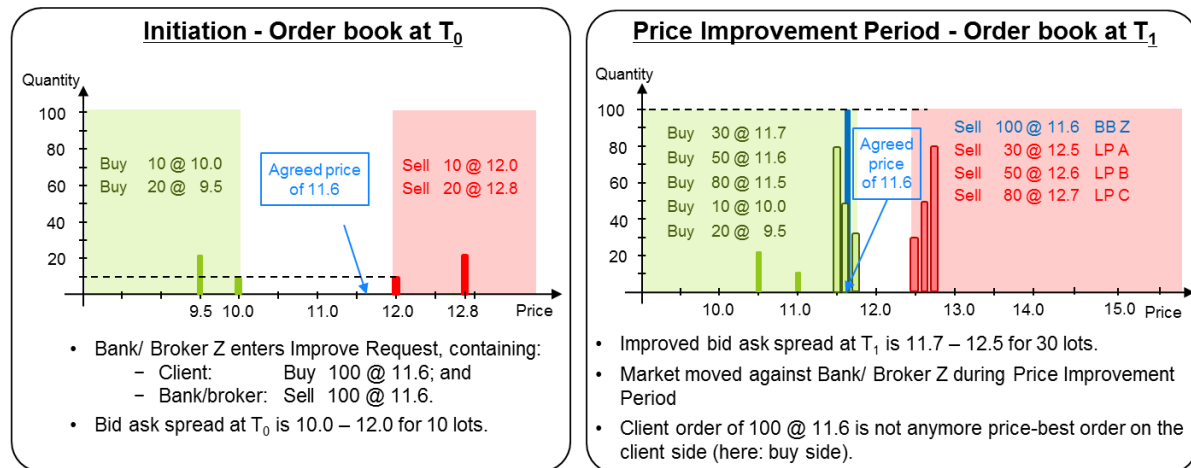 Initiation - Order book at T0
Quantity
100
80
60
40
20
Buy 10 @ 10.0
Buy 20 @ 9.5
Agreed price
of 11.6
Sell 10 @ 12.0
Sell 20 @ 12.8
9.5 10.0 11.0 12.0 12.8 Price
• Bank/ Broker Z enters Improve Request, containing:
– Client: Buy 100 @ 11.6; and
– Bank/broker: Sell 100 @ 11.6.
• Bid ask spread at T0 is 10.0 – 12.0 for 10 lots.
Price Improvement Period - Order book at T1
Quantity
100
80
60
40
20
Buy 30 @ 11.7
Buy 50 @ 11.6
Buy 80 @ 11.5
Buy 10 @ 10.0
Buy 20 @ 9.5
Agreed
price
of 11.6
Sell 100 @ 11.6 BB Z
Sell 30 @ 12.5 LP A
Sell 50 @ 12.6 LP B
Sell 80 @ 12.7 LP C
10.0 11.0 12.0 13.0 14.0 15.0 Price
• Improved bid ask spread at T1 is 11.7 – 12.5 for 30 lots.
• Market moved against Bank/ Broker Z during Price Improvement
Period
• Client order of 100 @ 11.6 is not anymore price-best order on the
client side (here: buy side).